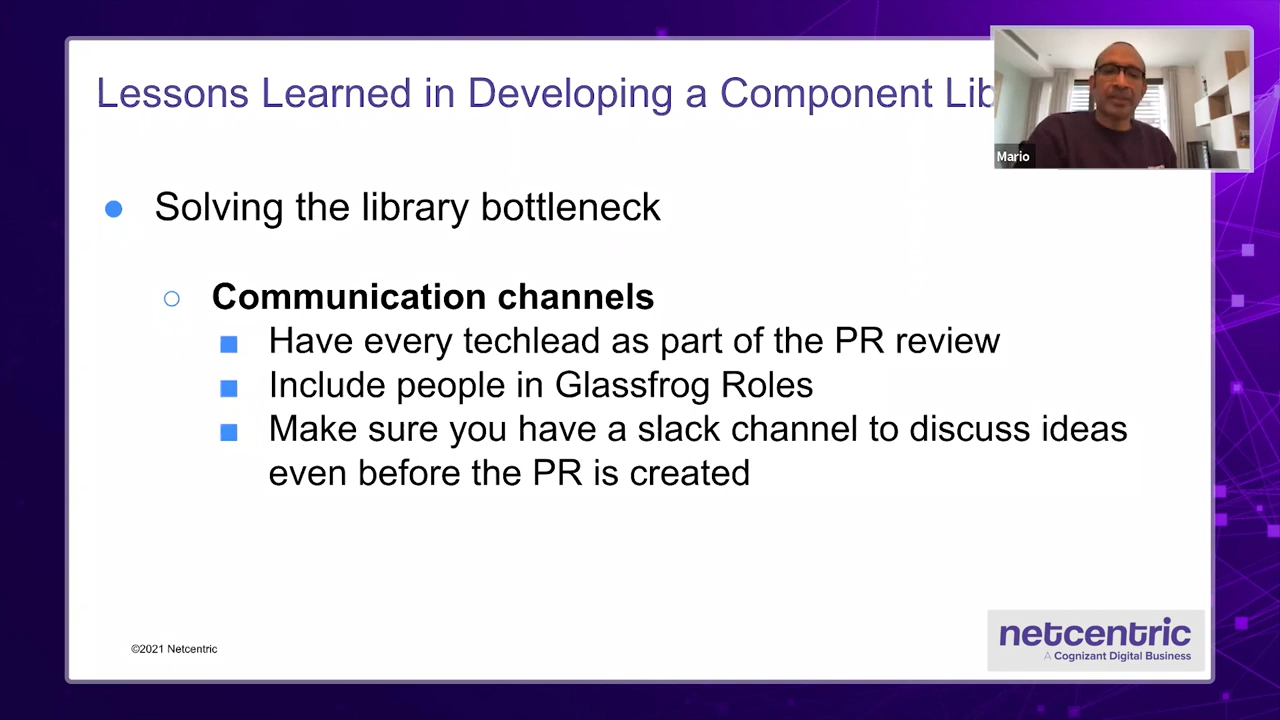 Lessons Learned in Developing a Component Lib
Mario
Solving the library bottleneck
Communication channels
Have every techlead as part of the PR review
Include people in Glassfrog Roles
Make sure you have a slack channel to discuss ideas
even before the PR is created
©2021 Netcentric
netcentric
A Cognizant Digital Business